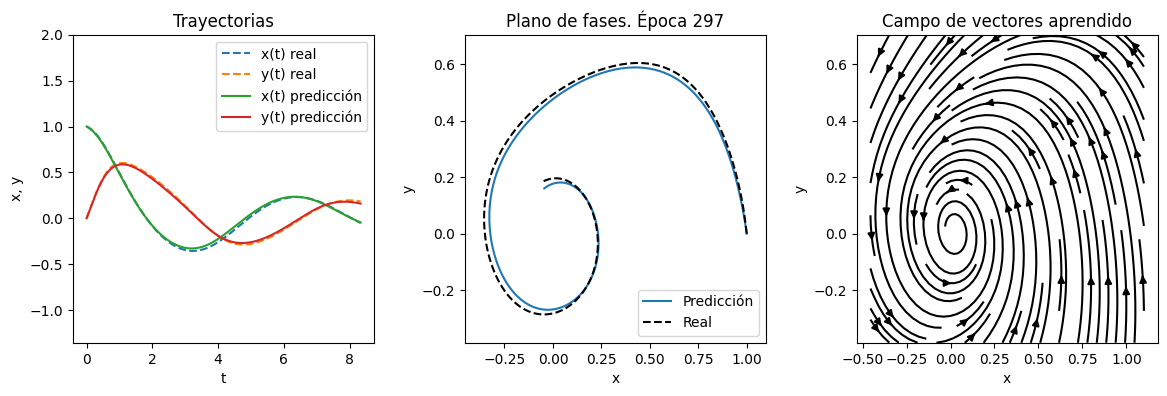 Trayectorias
2.0
1.5
1.0
0.5
0.0
−0.5
−1.0
x, y
0
2
4
6
8
t
x(t) real
y(t) real
x(t) predicción
y(t) predicción
Plano de fases. Época 297
0.6
0.4
0.2
0.0
−0.2
y
−0.25
0.00
0.25
0.50
0.75
1.00
x
Predicción
Real
Campo de vectores aprendido
0.6
0.4
0.2
0.0
−0.2
y
−0.50
−0.25
0.00
0.25
0.50
0.75
1.00
x